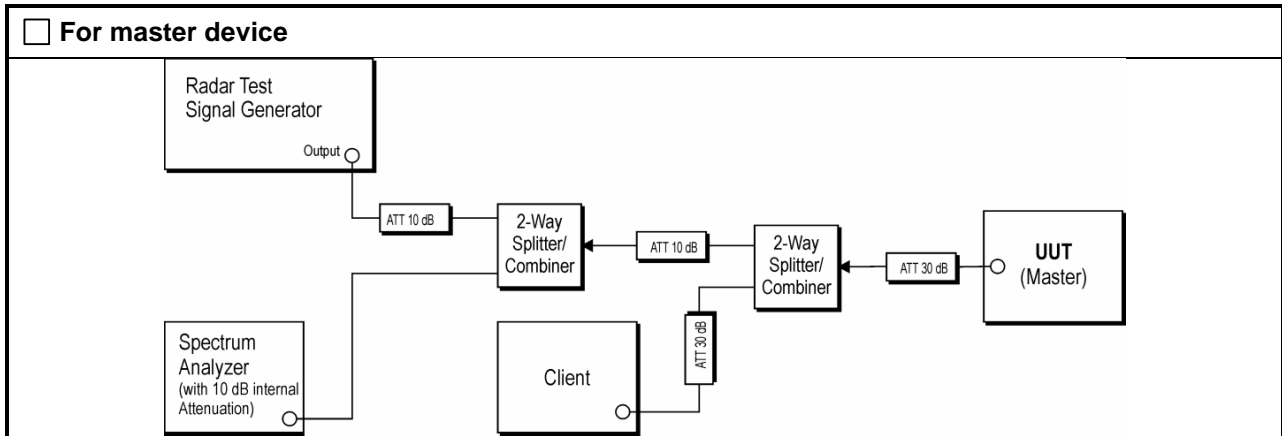 For master device
Radar Test
Signal Generator
Output
ATT 10 dB
2-Way
Splitter/
Combiner
ATT 10 dB
2-Way
Splitter/
Combiner
ATT 30 dB
UUT
(Master)
ATT 30 dB
Spectrum
Analyzer
(with 10 dB internal
Attenuation)
Client